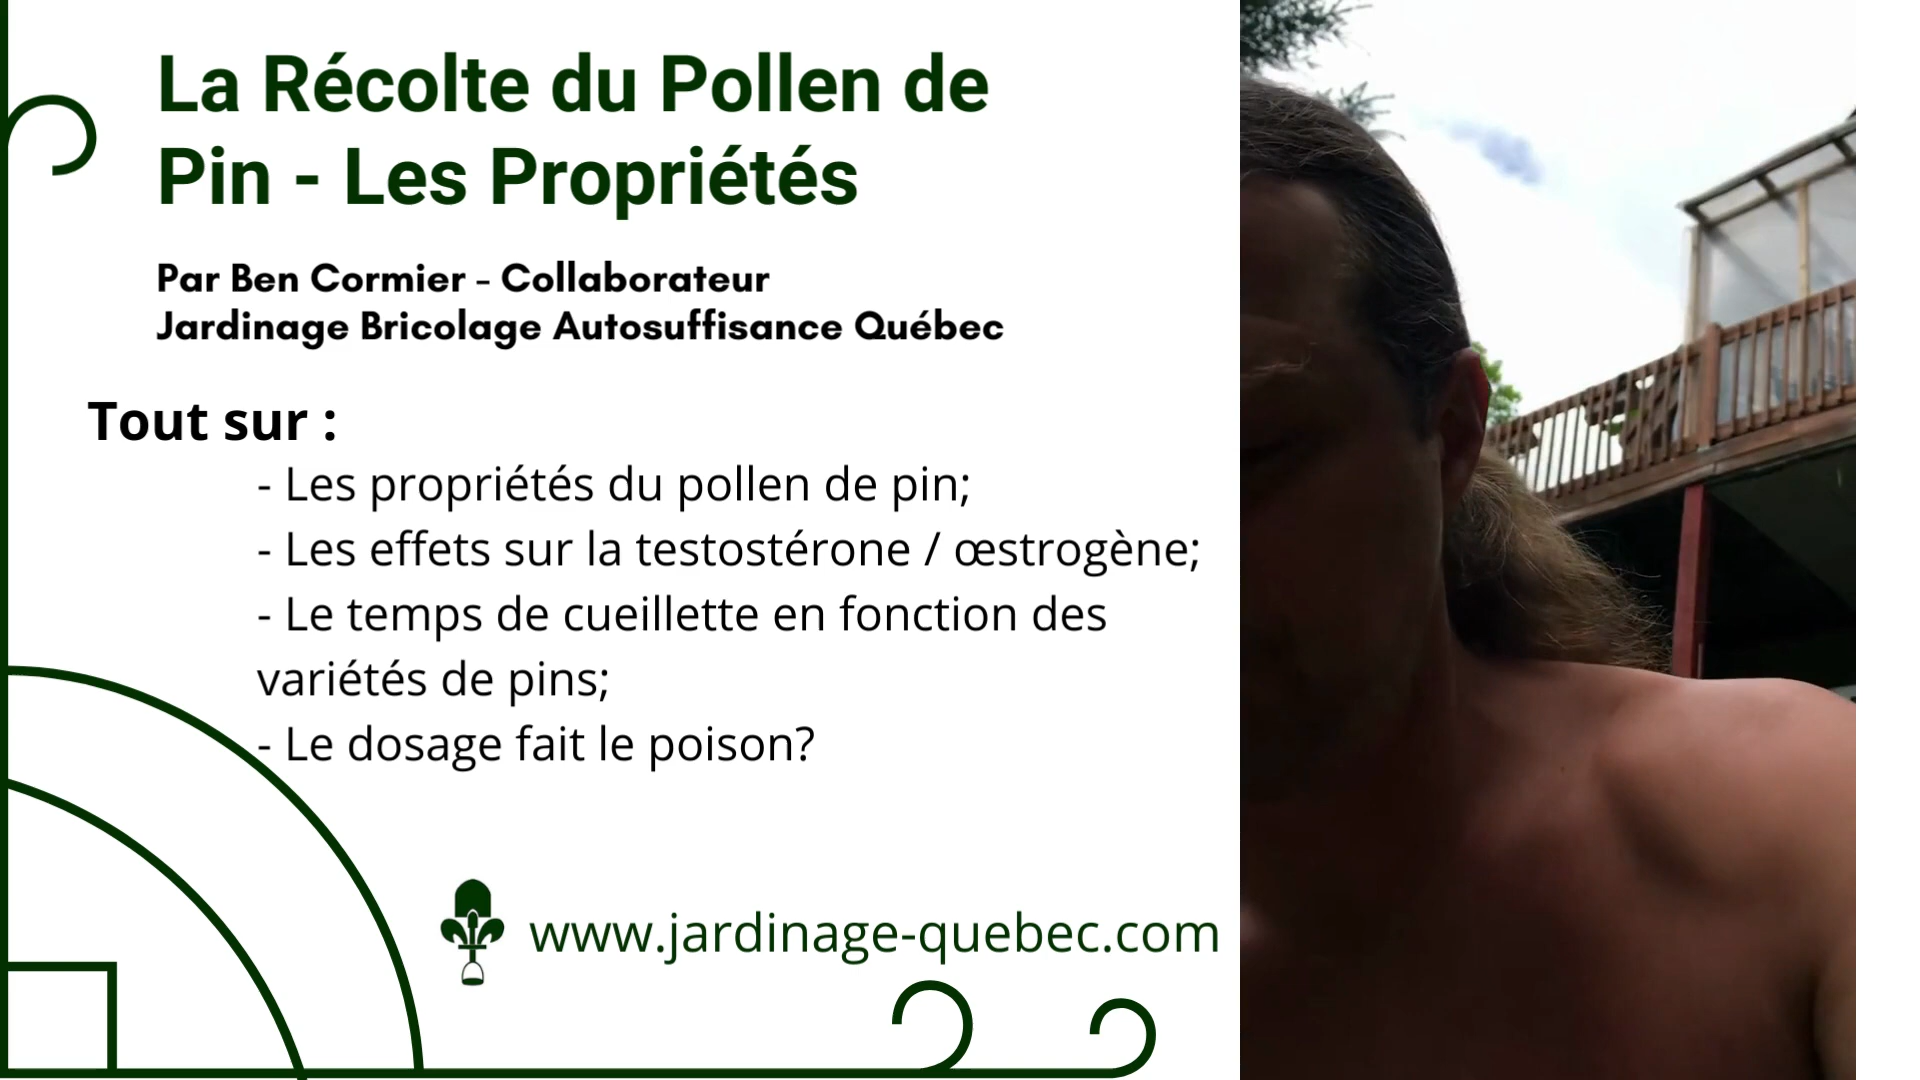 La Récolte du Pollen de
Pin - Les Propriétés
Par Ben Cormier - Collaborateur
Jardinage Bricolage Autosuffisance Québec
Tout sur :
- Les propriétés du pollen de pin;
- Les effets sur la testostérone / œstrogène;
- Le temps de cueillette en fonction des
variétés de pins;
- Le dosage fait le poison?
www.jardinage-quebec.com